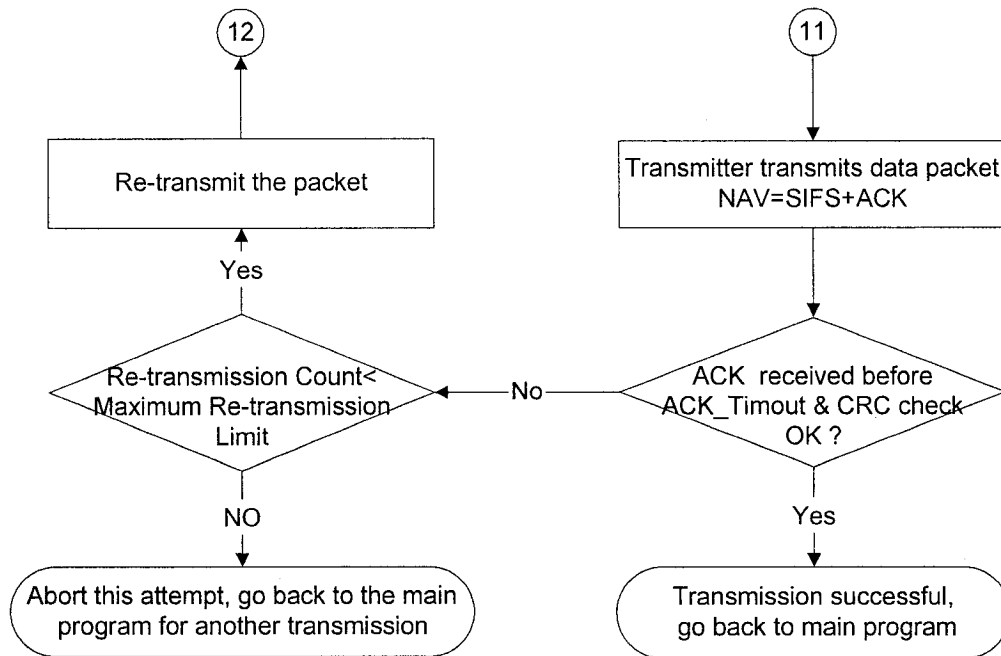 12
11
Re-transmit the packet
Transmitter transmits data packet
NAV=SIFS+ACK
Yes
Re-transmission Count<
Maximum Re-transmission
Limit
No
ACK received before
ACK_Timout & CRC check
OK ?
NO
Yes
Abort this attempt, go back to the main
program for another transmission
Transmission successful,
go back to main program